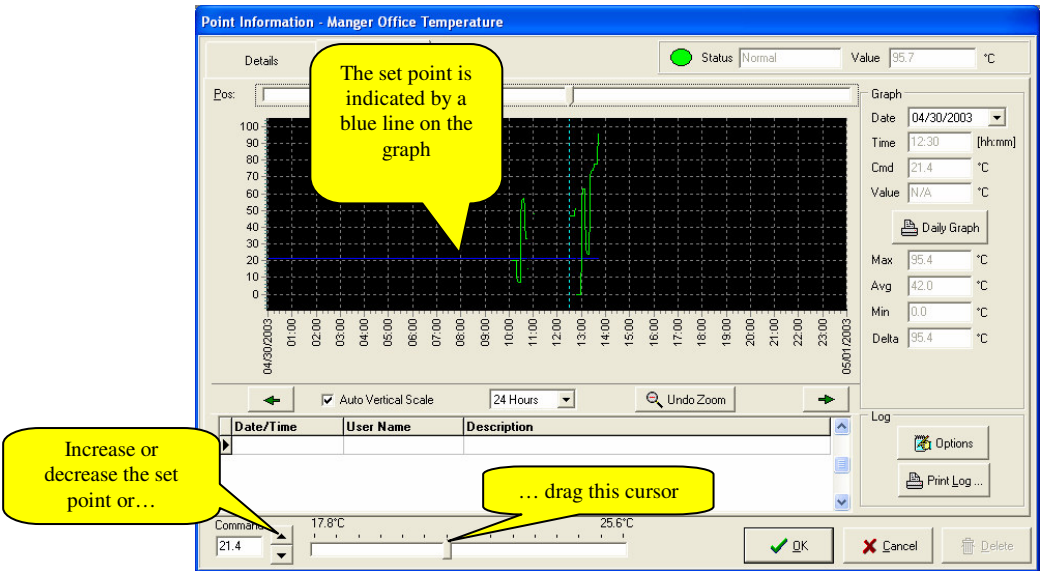 Point Information - Manger Office Temperature
Details
Status Normal
Value 95.7 °C
The set point is
indicated by a
blue line on the
graph
Pos:
100
90
80
70
60
50
40
30
20
10
0
04/30/2003 01:00 02:00 03:00 04:00 05:00 06:00 07:00 08:00 09:00 10:00 11:00 12:00 13:00 14:00 15:00 16:00 17:00 18:00 19:00 20:00 21:00 22:00 23:00 05/01/2003
Graph
Date 04/30/2003
Time 12:30 [hh:mm]
Cmd 21.4 °C
Value N/A °C
Daily Graph
Max 95.4 °C
Avg 42.0 °C
Min 0.0 °C
Delta 95.4 °C
Auto Vertical Scale 24 Hours Undo Zoom
Date/Time User Name Description
Log
Options
Print Log ...
Increase or
decrease the set
point or…
… drag this cursor
Command
21.4
17.8°C 25.6°C
OK Cancel Delete